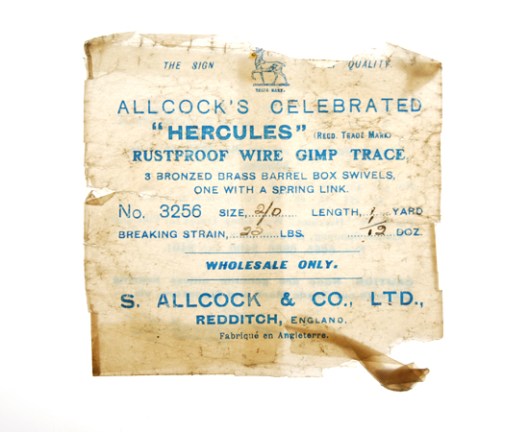 THE SIGN QUALITY.
TRADE MARK.
ALLCOCK'S CELEBRATED
"HERCULES" (REGD. TRADE MARK)
RUSTPROOF WIRE GIMP TRACE
3 BRONZED BRASS BARREL BOX SWIVELS,
ONE WITH A SPRING LINK.
No. 3256 SIZE, 2/0 LENGTH, 1 YARD
BREAKING STRAIN, LBS. 1/12 DOZ.
WHOLESALE ONLY.
S. ALLCOCK & CO., LTD.,
REDDITCH, ENGLAND.
Fabriqué en Angleterre.